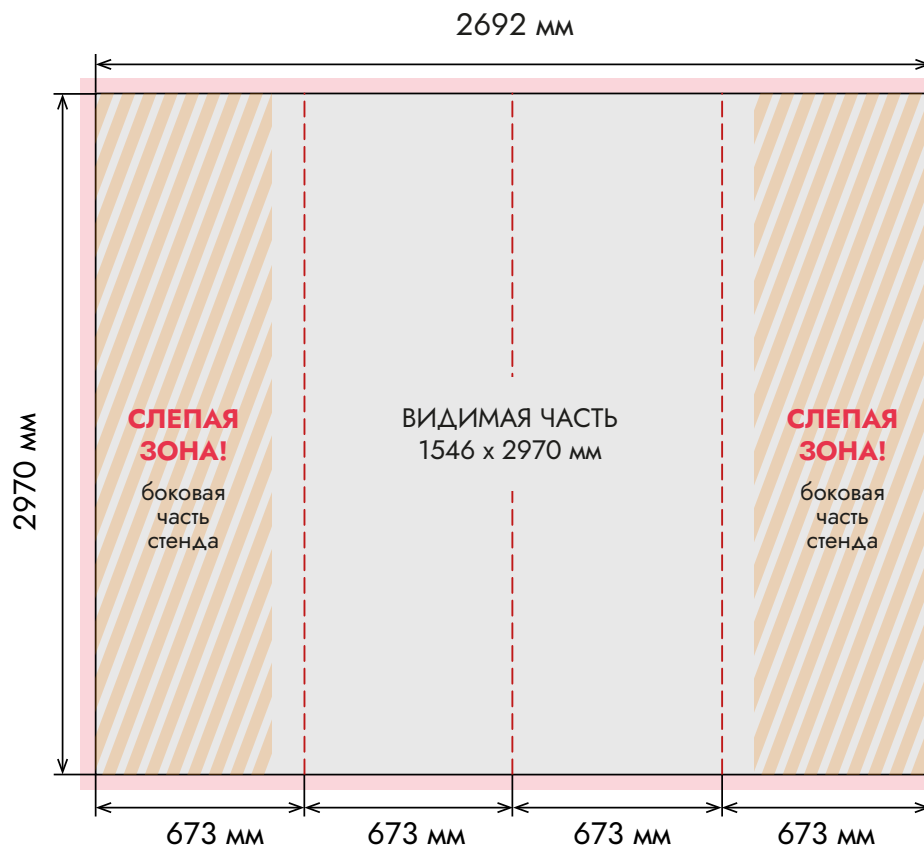 2692 мм
2970 мм
СЛЕПАЯ
ЗОНА!
боковая
часть
стенда
ВИДИМАЯ ЧАСТЬ
1546 x 2970 мм
СЛЕПАЯ
ЗОНА!
боковая
часть
стенда
673 мм
673 мм
673 мм
673 мм